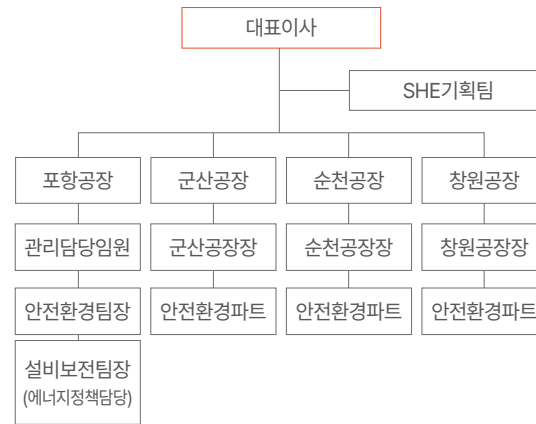 대표이사
SHE기획팀
포항공장
군산공장
순천공장
창원공장
관리담당임원
군산공장장
순천공장장
창원공장장
안전환경팀장
안전환경파트
안전환경파트
안전환경파트
설비보전팀장
(에너지정책담당)